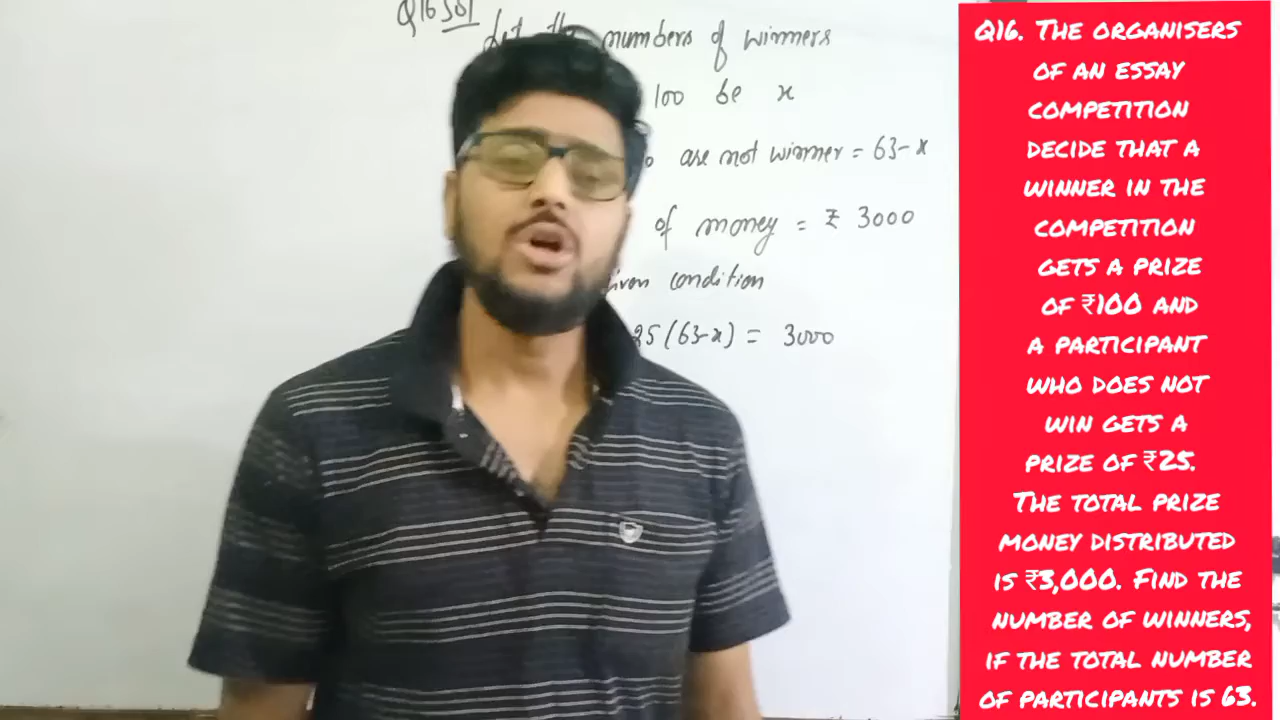 Q16 Sol
Let the numbers of winners
100 be x
are not winner = 63-x
of money = ₹ 3000
condition
25(63-x) = 3000
Q16. THE ORGANISERS
OF AN ESSAY
COMPETITION
DECIDE THAT A
WINNER IN THE
COMPETITION
GETS A PRIZE
OF ₹100 AND
A PARTICIPANT
WHO DOES NOT
WIN GETS A
PRIZE OF ₹25.
THE TOTAL PRIZE
MONEY DISTRIBUTED
IS ₹3,000. FIND THE
NUMBER OF WINNERS,
IF THE TOTAL NUMBER
OF PARTICIPANTS IS 63.